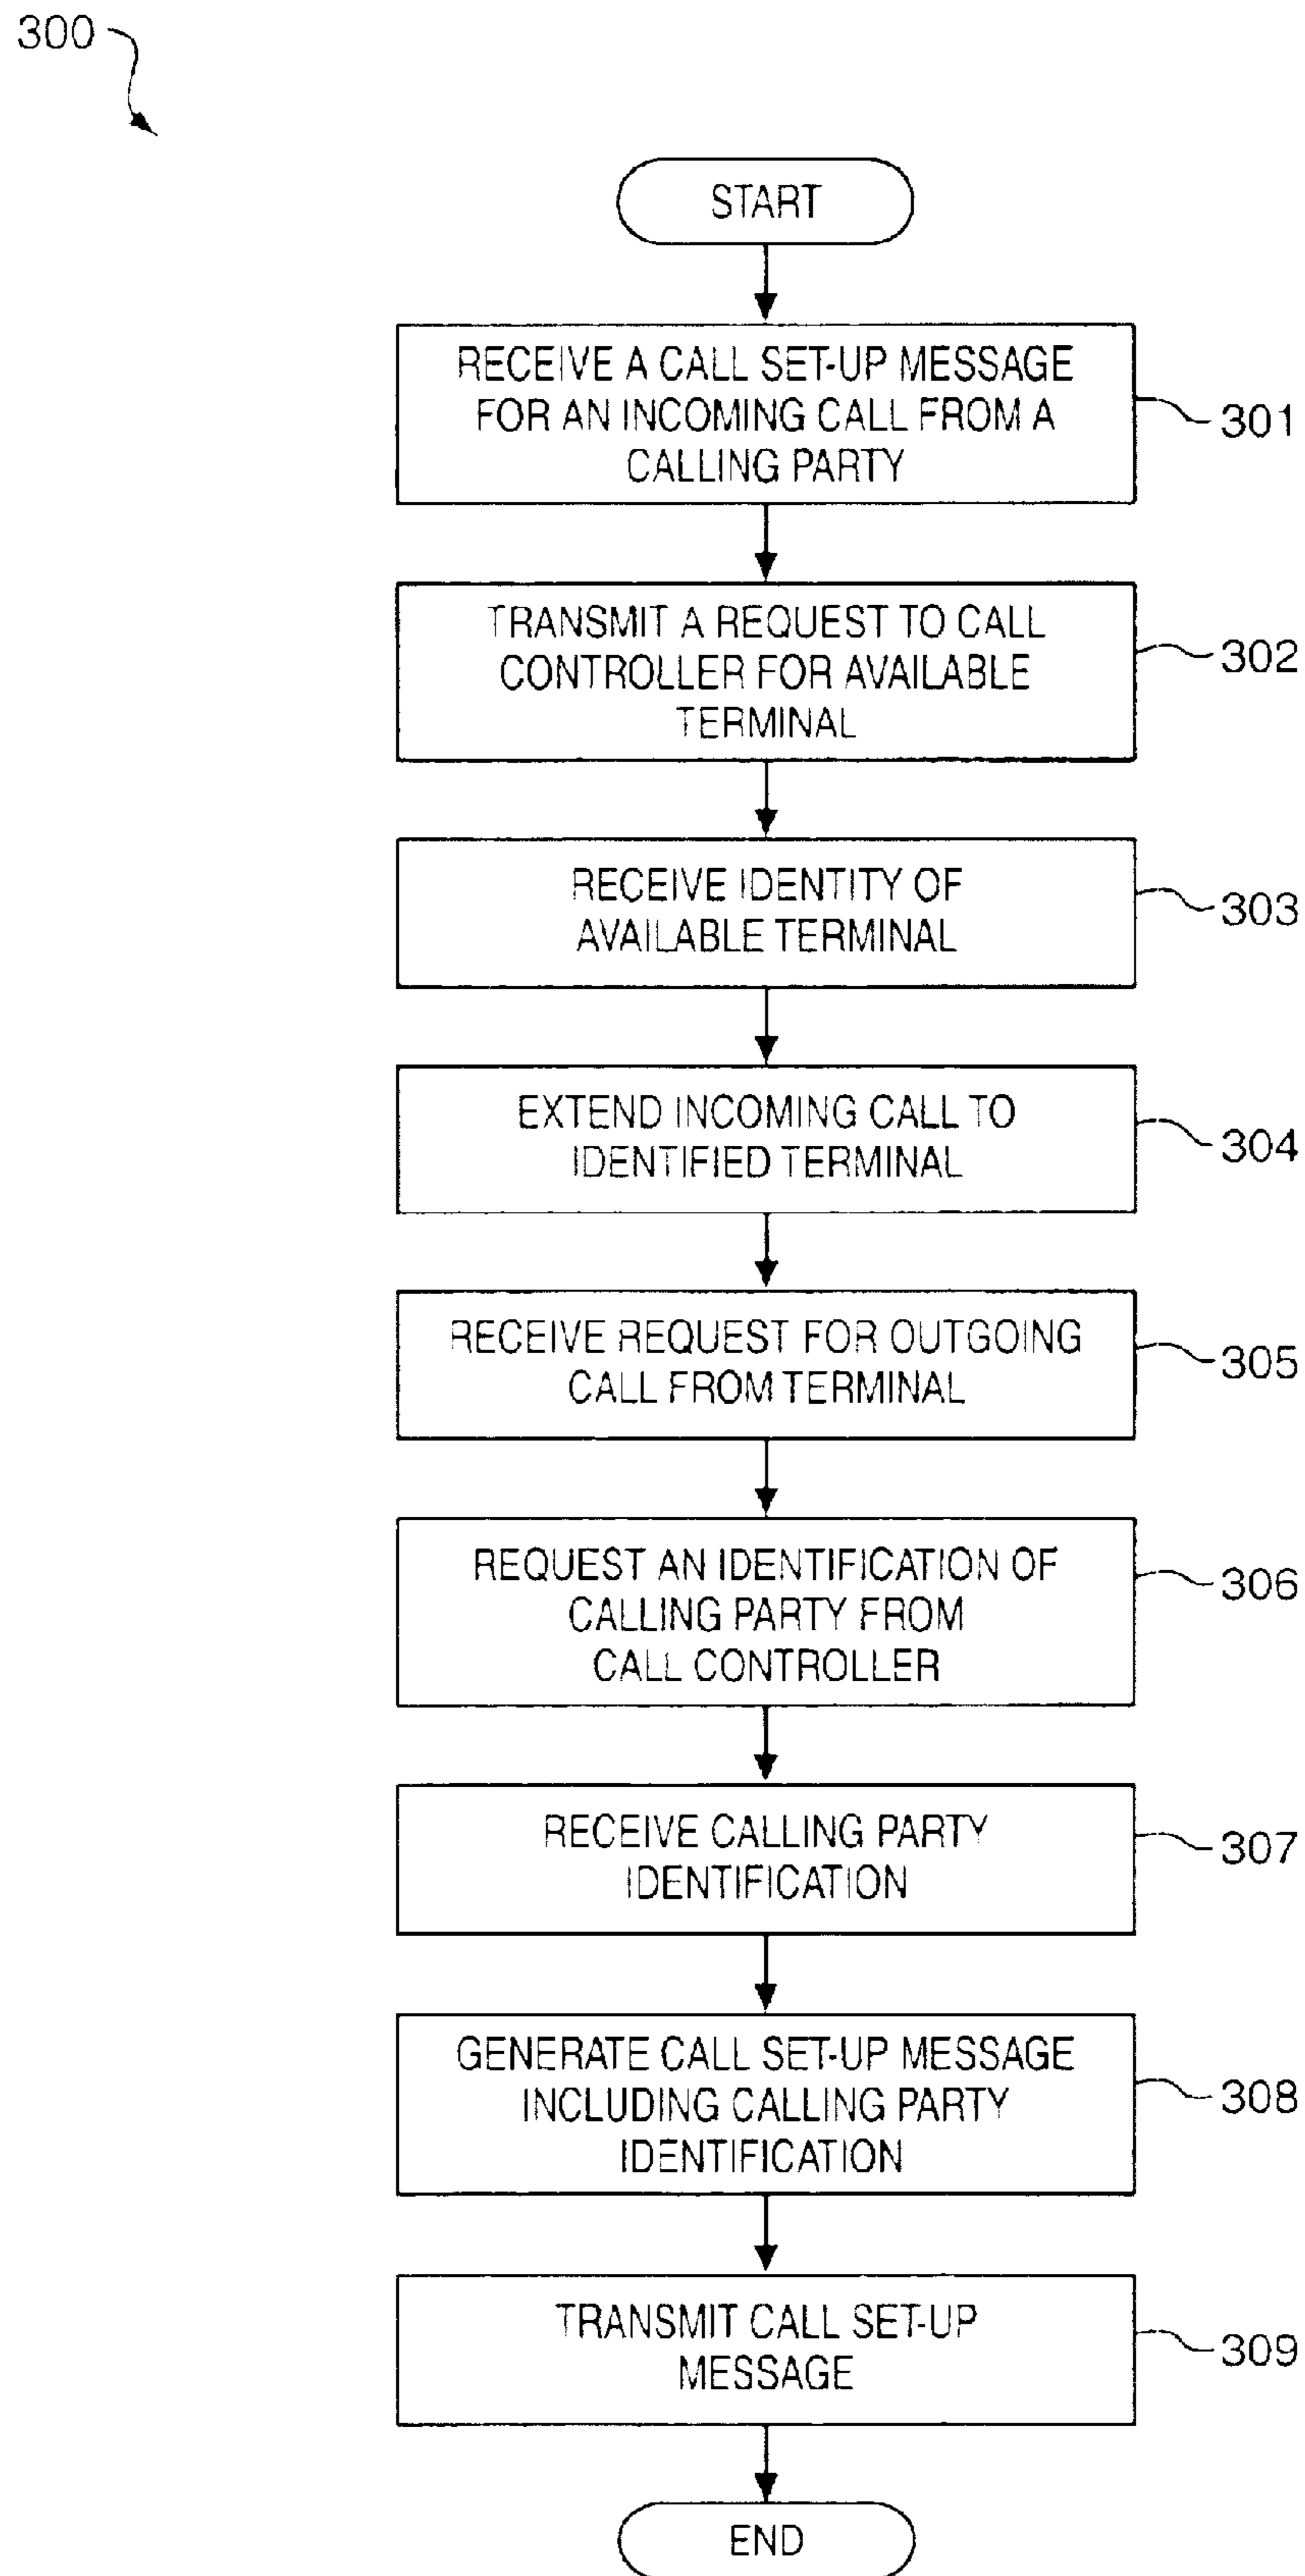 300
START
RECEIVE A CALL SET-UP MESSAGE
FOR AN INCOMING CALL FROM A
CALLING PARTY
301
TRANSMIT A REQUEST TO CALL
CONTROLLER FOR AVAILABLE
TERMINAL
302
RECEIVE IDENTITY OF
AVAILABLE TERMINAL
303
EXTEND INCOMING CALL TO
IDENTIFIED TERMINAL
304
RECEIVE REQUEST FOR OUTGOING
CALL FROM TERMINAL
305
REQUEST AN IDENTIFICATION OF
CALLING PARTY FROM
CALL CONTROLLER
306
RECEIVE CALLING PARTY
IDENTIFICATION
307
GENERATE CALL SET-UP MESSAGE
INCLUDING CALLING PARTY
IDENTIFICATION
308
TRANSMIT CALL SET-UP
MESSAGE
309
END